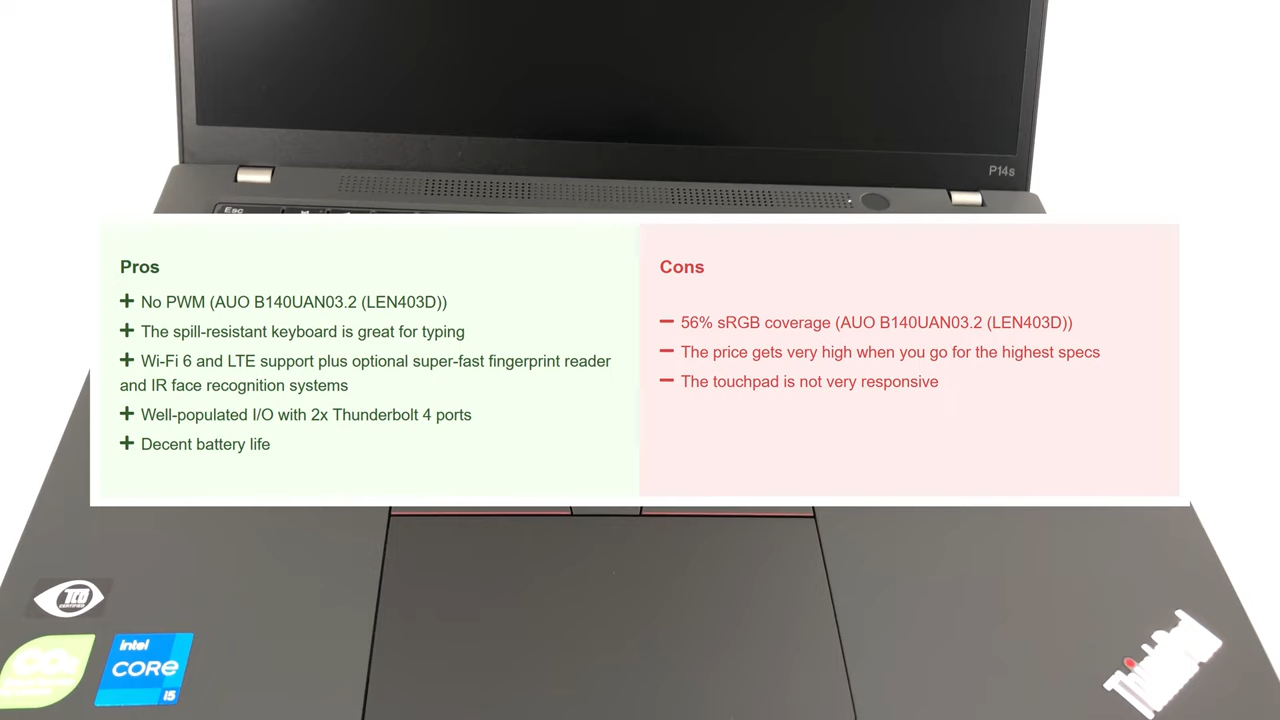 P14s
Esc
Pros
+ No PWM (AUO B140UAN03.2 (LEN403D))
+ The spill-resistant keyboard is great for typing
+ Wi-Fi 6 and LTE support plus optional super-fast fingerprint reader
and IR face recognition systems
+ Well-populated I/O with 2x Thunderbolt 4 ports
+ Decent battery life
Cons
− 56% sRGB coverage (AUO B140UAN03.2 (LEN403D))
− The price gets very high when you go for the highest specs
− The touchpad is not very responsive
TCO
CERTIFIED
CO₂
intel
CORE
i5